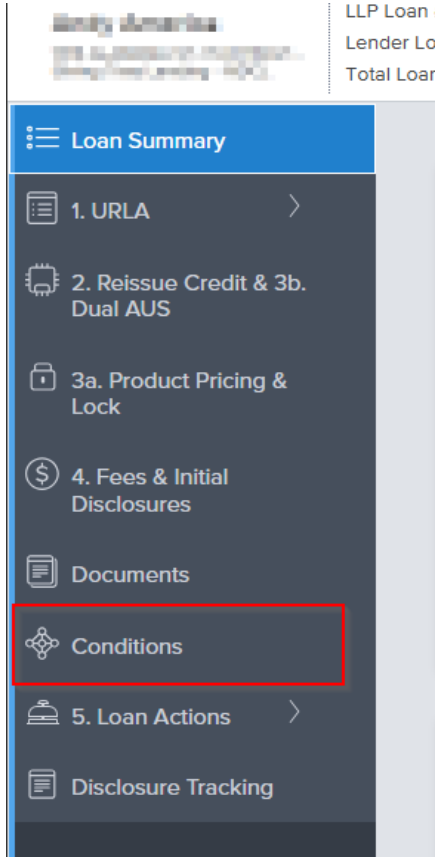 LLP Loan
Lender Lo
Total Loan
Loan Summary
1. URLA
2. Reissue Credit & 3b.
Dual AUS
3a. Product Pricing &
Lock
4. Fees & Initial
Disclosures
Documents
Conditions
5. Loan Actions
Disclosure Tracking